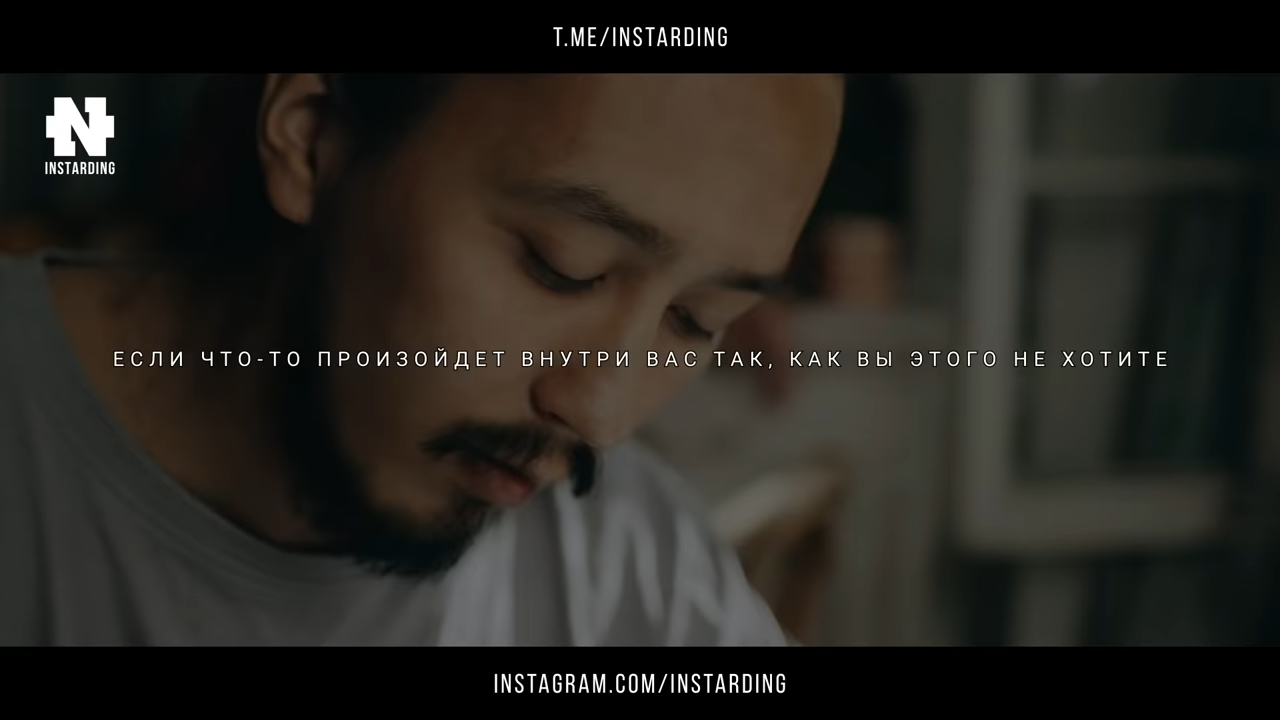 T.ME/INSTARDING
INSTARDING
ЕСЛИ ЧТО-ТО ПРОИЗОЙДЕТ ВНУТРИ ВАС ТАК, КАК ВЫ ЭТОГО НЕ ХОТИТЕ
INSTAGRAM.COM/INSTARDING